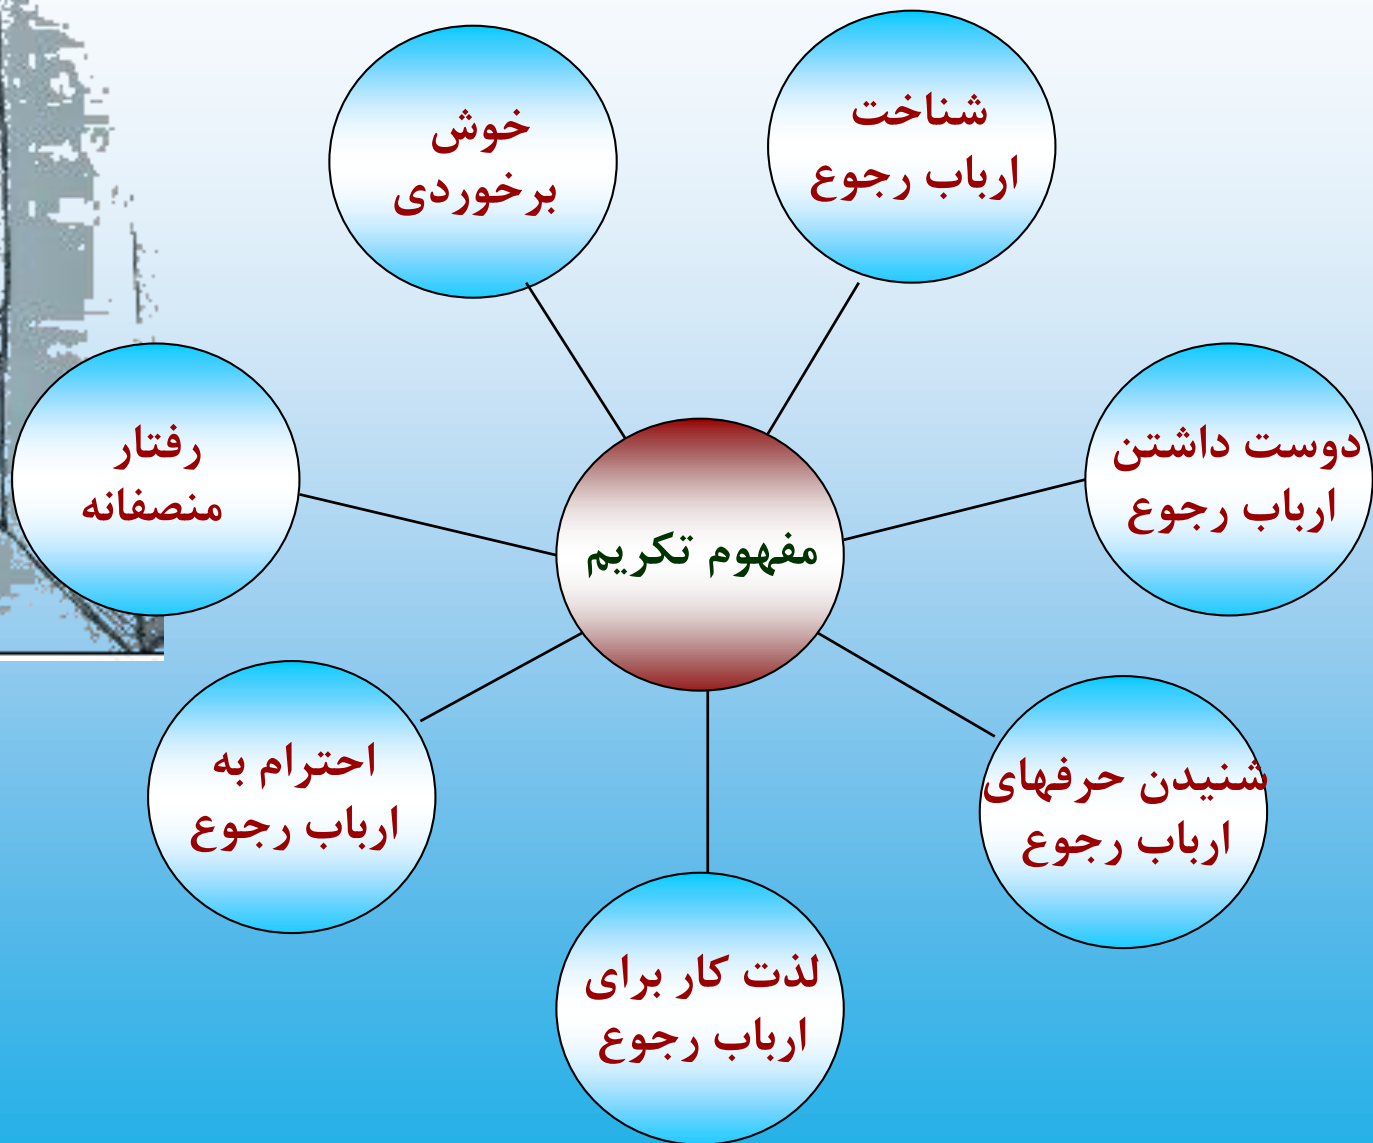 شناخت
ارباب رجوع
خوش
برخوردی
دوست داشتن
ارباب رجوع
رفتار
منصفانه
مفهوم تکریم
شنیدن حرفهای
ارباب رجوع
احترام به
ارباب رجوع
لذت کار برای
ارباب رجوع